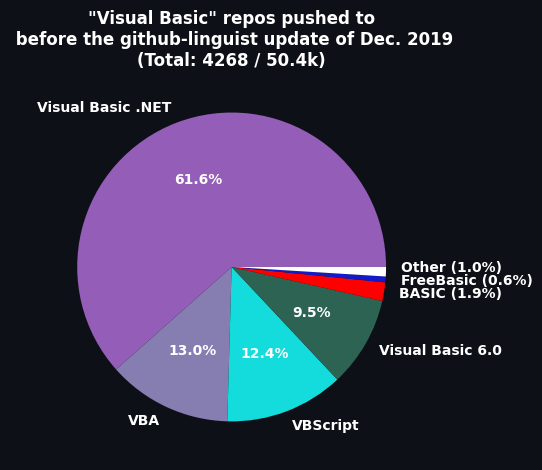 "Visual Basic" repos pushed to
before the github-linguist update of Dec. 2019
(Total: 4268 / 50.4k)
Visual Basic .NET
61.6%
Other (1.0%)
FreeBasic (0.6%)
BASIC (1.9%)
9.5%
Visual Basic 6.0
13.0%
12.4%
VBA
VBScript